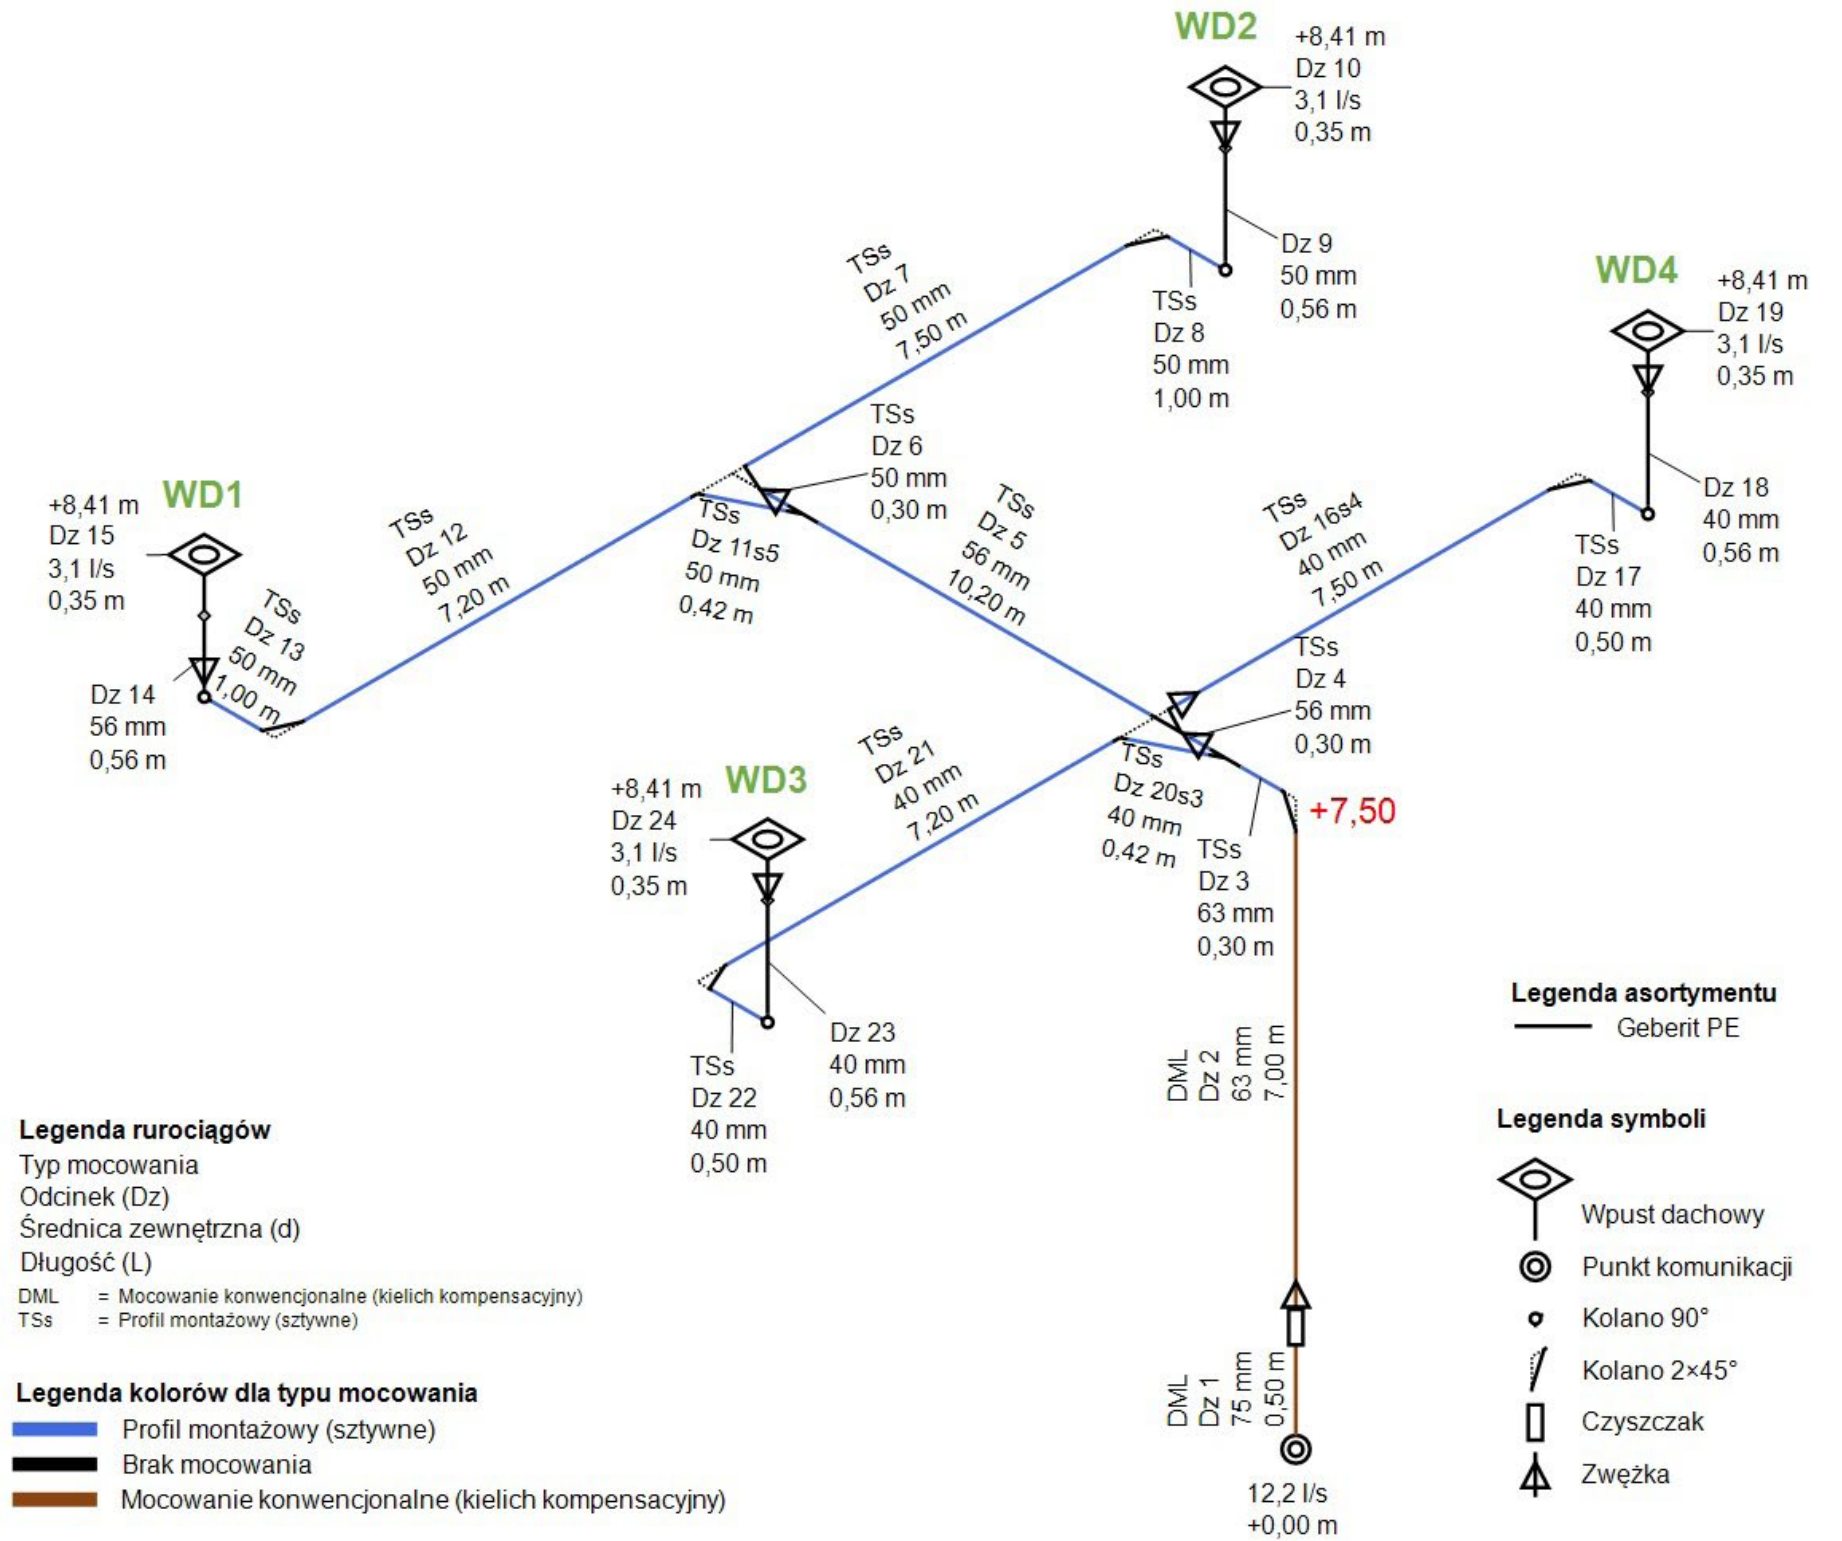 WD2
+8,41 m
Dz 10
3,1 l/s
0,35 m
Dz 9
50 mm
0,56 m
TSs
Dz 7
50 mm
7,50 m
TSs
Dz 8
50 mm
1,00 m
WD4
+8,41 m
Dz 19
3,1 l/s
0,35 m
Dz 18
40 mm
0,56 m
TSs
Dz 17
40 mm
0,50 m
TSs
Dz 16s4
40 mm
7,50 m
TSs
Dz 6
50 mm
0,30 m
TSs
Dz 5
56 mm
10,20 m
TSs
Dz 11s5
50 mm
0,42 m
WD1
+8,41 m
Dz 15
3,1 l/s
0,35 m
TSs
Dz 12
50 mm
7,20 m
TSs
Dz 13
50 mm
1,00 m
Dz 14
56 mm
0,56 m
TSs
Dz 4
56 mm
0,30 m
TSs
Dz 21
40 mm
7,20 m
TSs
Dz 20s3
40 mm
0,42 m
+7,50
TSs
Dz 3
63 mm
0,30 m
WD3
+8,41 m
Dz 24
3,1 l/s
0,35 m
Dz 23
40 mm
0,56 m
TSs
Dz 22
40 mm
0,50 m
DML
Dz 2
63 mm
7,00 m
DML
Dz 1
75 mm
0,50 m
12,2 l/s
+0,00 m
Legenda rurociągów
Typ mocowania
Odcinek (Dz)
Średnica zewnętrzna (d)
Długość (L)
DML = Mocowanie konwencjonalne (kielich kompensacyjny)
TSs = Profil montażowy (sztywne)
Legenda kolorów dla typu mocowania
Profil montażowy (sztywne)
Brak mocowania
Mocowanie konwencjonalne (kielich kompensacyjny)
Legenda asortymentu
Geberit PE
Legenda symboli
Wpust dachowy
Punkt komunikacji
Kolano 90°
Kolano 2×45°
Czyszczak
Zwężka